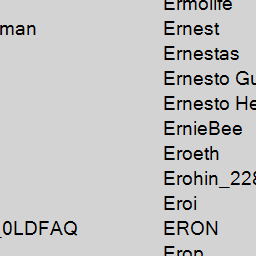 Ermolife
man Ernest
Ernestas
Ernesto Gu
Ernesto He
ErnieBee
Eroeth
Erohin_228
Eroi
_0LDFAQ ERON
Eron